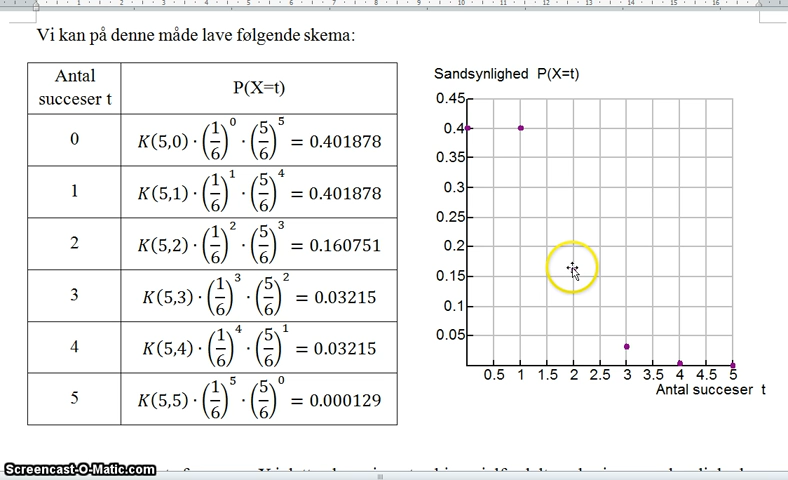 Vi kan på denne måde lave følgende skema:
Antal succeser t P(X=t)
0 K(5,0)·(1/6)^0·(5/6)^5 = 0.401878
1 K(5,1)·(1/6)^1·(5/6)^4 = 0.401878
2 K(5,2)·(1/6)^2·(5/6)^3 = 0.160751
3 K(5,3)·(1/6)^3·(5/6)^2 = 0.03215
4 K(5,4)·(1/6)^4·(5/6)^1 = 0.03215
5 K(5,5)·(1/6)^5·(5/6)^0 = 0.000129
Sandsynlighed P(X=t)
0.45
0.4
0.35
0.3
0.25
0.2
0.15
0.1
0.05
0.5 1 1.5 2 2.5 3 3.5 4 4.5 5
Antal succeser t
Screencast-O-Matic.com